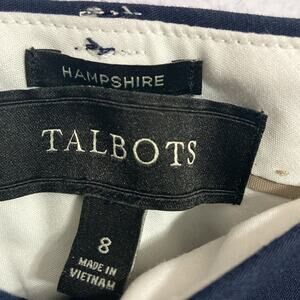 HAMPSHIRE
TALBOTS
8
MADE IN
VIETNAM